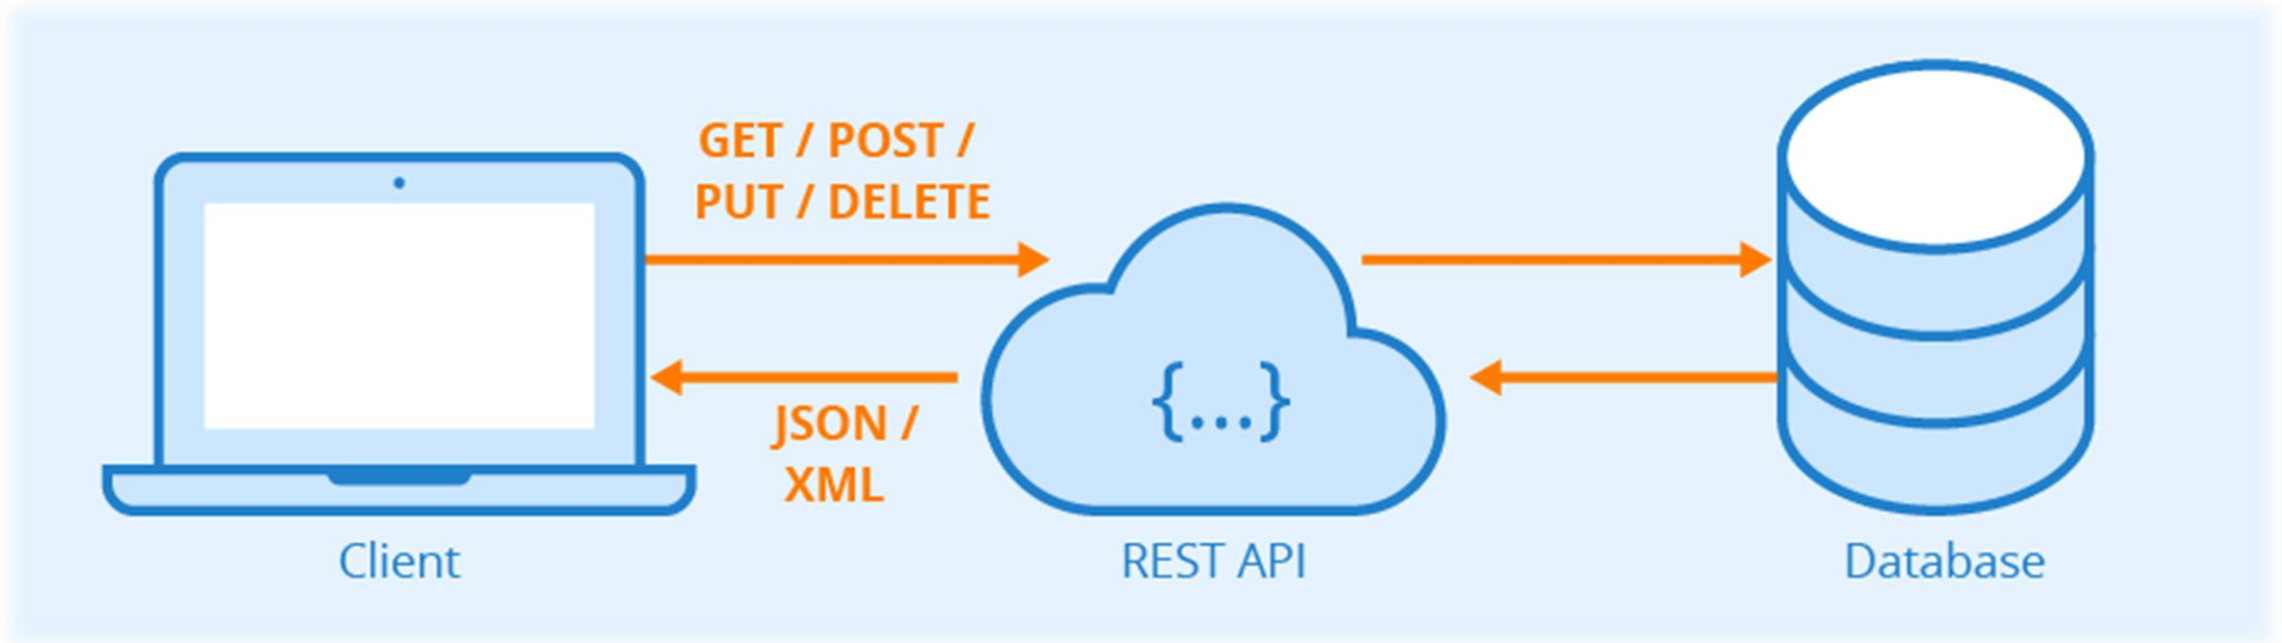 GET / POST /
PUT / DELETE
{...}
JSON /
XML
Client
REST API
Database